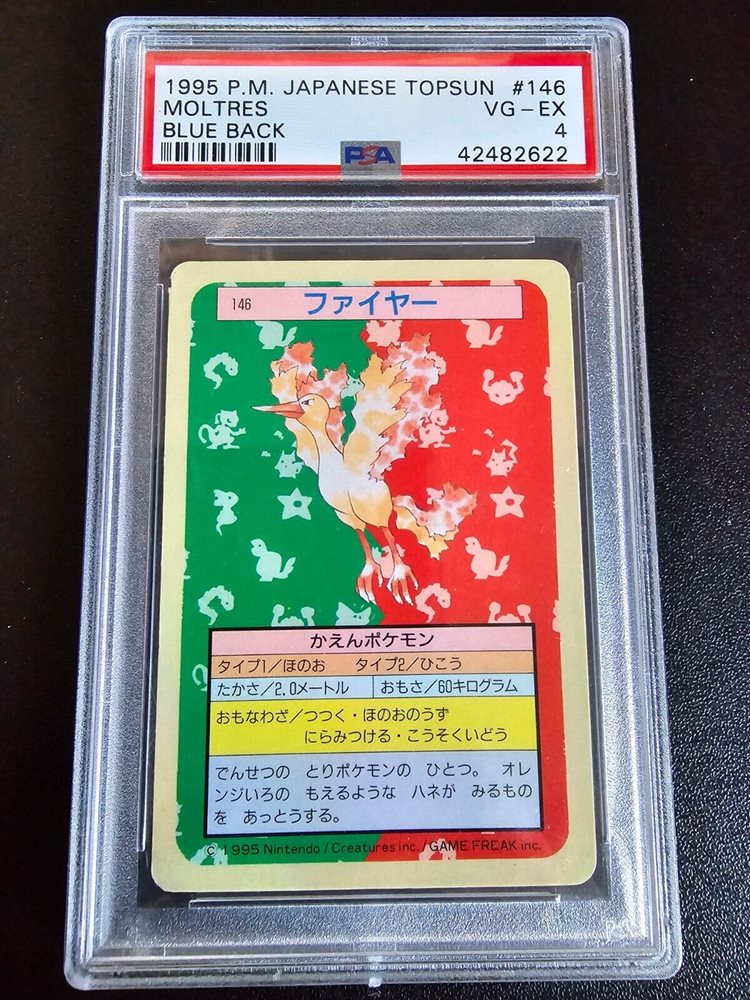 1995 P.M. JAPANESE TOPSUN #146
MOLTRES VG-EX
BLUE BACK 4
PSA 42482622
146 ファイヤー
かえんポケモン
タイプ1/ほのお タイプ2/ひこう
たかさ/2.0メートル おもさ/60キログラム
おもなわざ/つつく・ほのおのうず
にらみつける・こうそくいどう
でんせつの とりポケモンの ひとつ。 オレ
ンジいろの もえるような ハネが みるもの
を あっとうする。
© 1995 Nintendo / Creatures inc. / GAME FREAK inc.